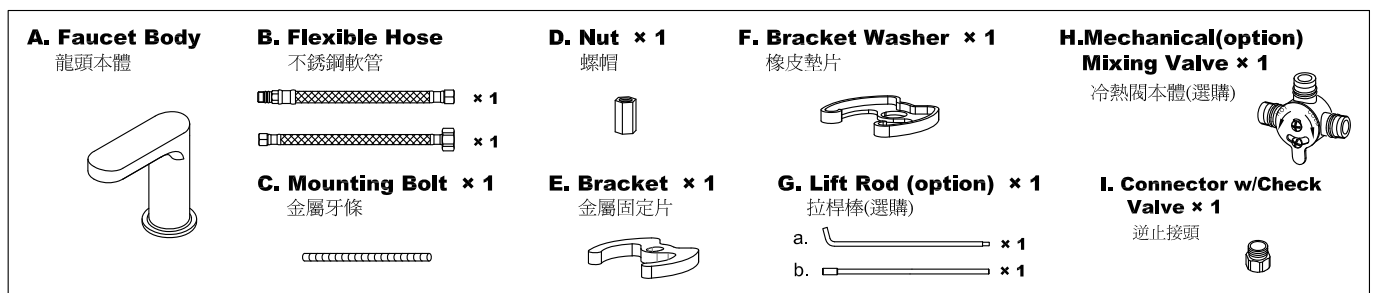 A. Faucet Body
龍頭本體
B. Flexible Hose
不銹鋼軟管
× 1
× 1
C. Mounting Bolt × 1
金屬牙條
D. Nut × 1
螺帽
E. Bracket × 1
金屬固定片
F. Bracket Washer × 1
橡皮墊片
G. Lift Rod (option) × 1
拉桿棒(選購)
a. × 1
b. × 1
H.Mechanical(option)
Mixing Valve × 1
冷熱閥本體(選購)
I. Connector w/Check
Valve × 1
逆止接頭